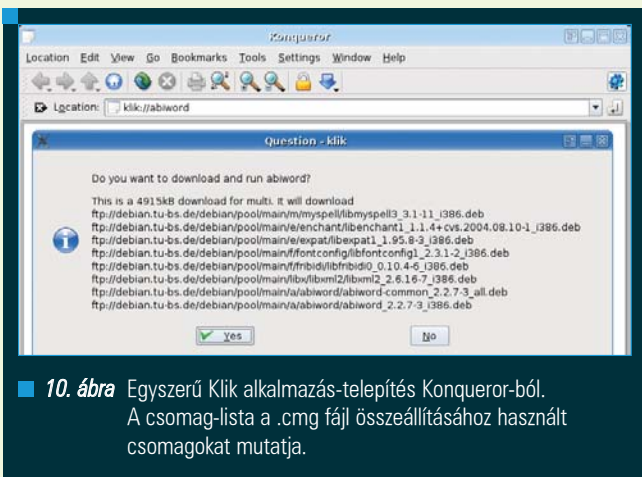 Konqueror
Location Edit View Go Bookmarks Tools Settings Window Help
Location: klik://abiword
Question - klik
Do you want to download and run abiword?
This is a 4915kB download for multi. It will download
ftp://debian.tu-bs.de/debian/pool/main/m/myspell/libmyspell3_3.1-11_i386.deb
ftp://debian.tu-bs.de/debian/pool/main/e/enchant/libenchant1_1.1.4+cvs.2004.08.10-1_i386.deb
ftp://debian.tu-bs.de/debian/pool/main/e/expat/libexpat1_1.95.8-3_i386.deb
ftp://debian.tu-bs.de/debian/pool/main/f/fontconfig/libfontconfig1_2.3.1-2_i386.deb
ftp://debian.tu-bs.de/debian/pool/main/f/fribidi/libfribidi0_0.10.4-6_i386.deb
ftp://debian.tu-bs.de/debian/pool/main/libx/libxml2/libxml2_2.6.16-7_i386.deb
ftp://debian.tu-bs.de/debian/pool/main/a/abiword/abiword-common_2.2.7-3_all.deb
ftp://debian.tu-bs.de/debian/pool/main/a/abiword/abiword_2.2.7-3_i386.deb
Yes No
10. ábra Egyszerű Klik alkalmazás-telepítés Konqueror-ból.
A csomag-lista a .cmg fájl összeállításához használt
csomagokat mutatja.